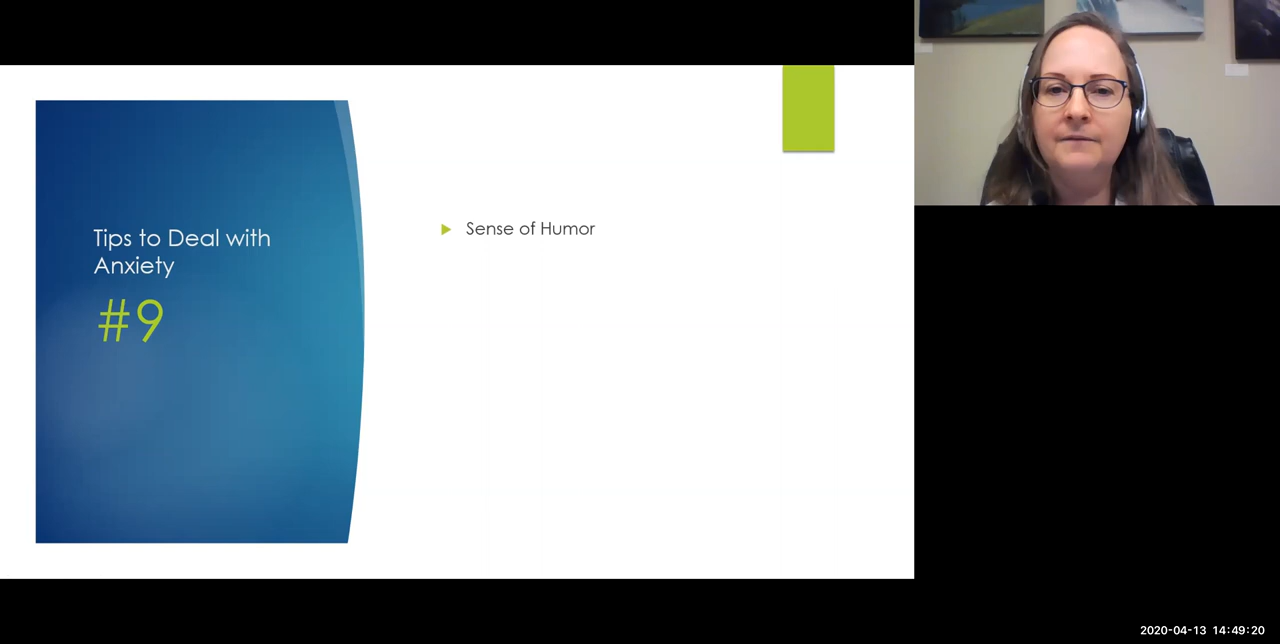 Tips to Deal with
Anxiety
#9
Sense of Humor
2020-04-13 14:49:20